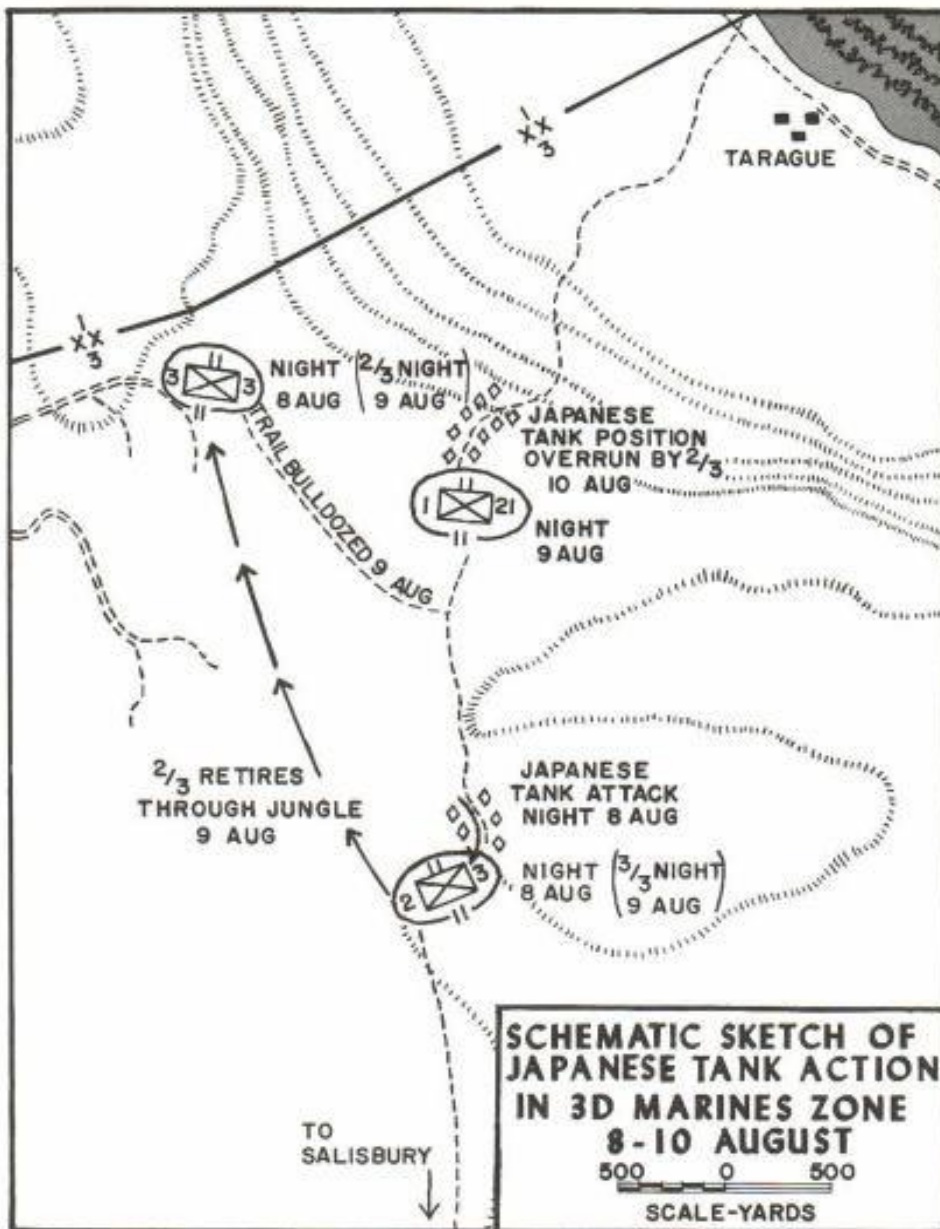 1
XX
3
TARAGUE
1
XX
3
3 3
NIGHT (2/3 NIGHT)
8 AUG 9 AUG
TRAIL BULLDOZED 9 AUG
JAPANESE
TANK POSITION
OVERRUN BY 2/3
10 AUG
1 21
NIGHT
9 AUG
2/3 RETIRES
THROUGH JUNGLE
9 AUG
JAPANESE
TANK ATTACK
NIGHT 8 AUG
2 3
NIGHT (3/3 NIGHT)
8 AUG 9 AUG
TO
SALISBURY
SCHEMATIC SKETCH OF
JAPANESE TANK ACTION
IN 3D MARINES ZONE
8-10 AUGUST
500 0 500
SCALE-YARDS